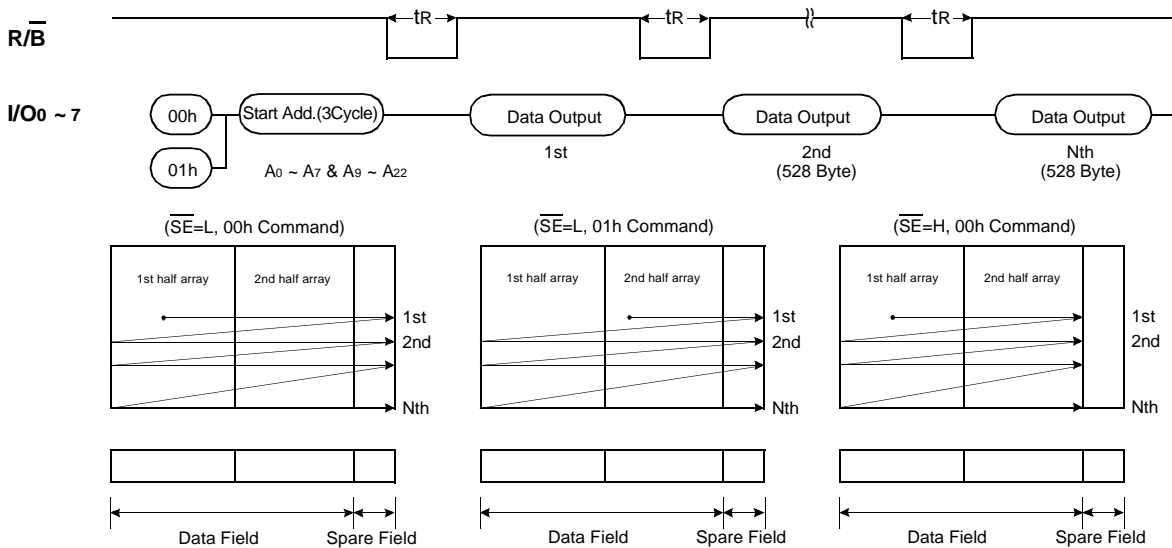 tR tR tR
R/B
I/O0 ~ 7
00h Start Add.(3Cycle) Data Output Data Output Data Output
1st 2nd Nth
01h A0 ~ A7 & A9 ~ A22 (528 Byte) (528 Byte)
(SE=L, 00h Command) (SE=L, 01h Command) (SE=H, 00h Command)
1st half array 2nd half array 1st half array 2nd half array 1st half array 2nd half array
1st 1st 1st
2nd 2nd 2nd
Nth Nth Nth
Data Field Spare Field Data Field Spare Field Data Field Spare Field